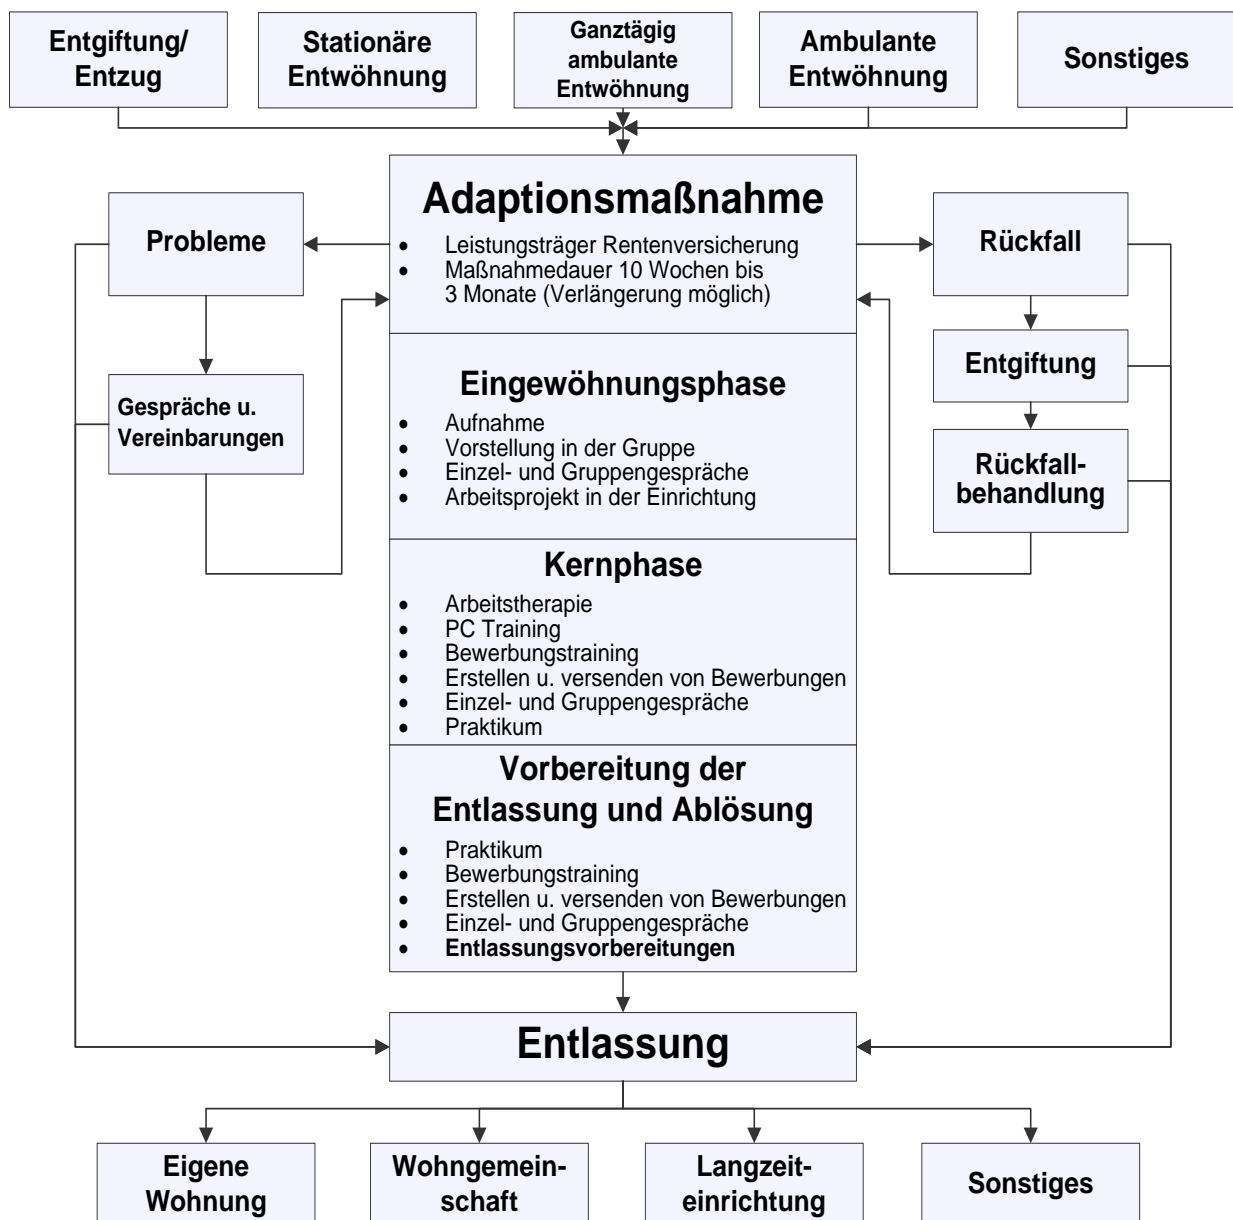 Entgiftung/
Entzug
Stationäre
Entwöhnung
Ganztägig
ambulante
Entwöhnung
Ambulante
Entwöhnung
Sonstiges
Adaptionsmaßnahme
• Leistungsträger Rentenversicherung
• Maßnahmedauer 10 Wochen bis
3 Monate (Verlängerung möglich)
Probleme
Gespräche u.
Vereinbarungen
Rückfall
Entgiftung
Rückfall-
behandlung
Eingewöhnungsphase
• Aufnahme
• Vorstellung in der Gruppe
• Einzel- und Gruppengespräche
• Arbeitsprojekt in der Einrichtung
Kernphase
• Arbeitstherapie
• PC Training
• Bewerbungstraining
• Erstellen u. versenden von Bewerbungen
• Einzel- und Gruppengespräche
• Praktikum
Vorbereitung der
Entlassung und Ablösung
• Praktikum
• Bewerbungstraining
• Erstellen u. versenden von Bewerbungen
• Einzel- und Gruppengespräche
• Entlassungsvorbereitungen
Entlassung
Eigene
Wohnung
Wohngemein-
schaft
Langzeit-
einrichtung
Sonstiges